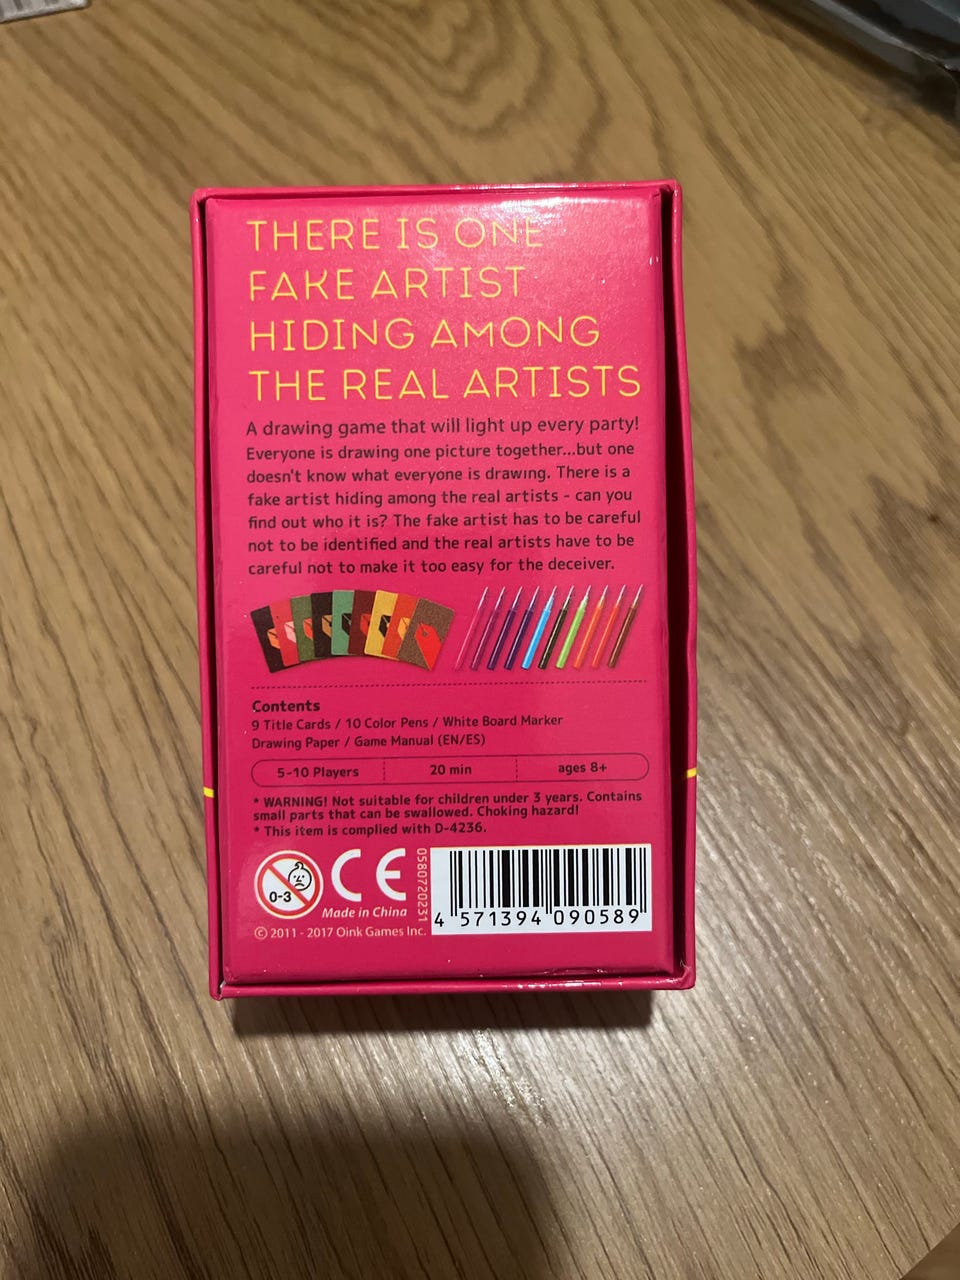 THERE IS ONE
FAKE ARTIST
HIDING AMONG
THE REAL ARTISTS
A drawing game that will light up every party!
Everyone is drawing one picture together...but one
doesn't know what everyone is drawing. There is a
fake artist hiding among the real artists - can you
find out who it is? The fake artist has to be careful
not to be identified and the real artists have to be
careful not to make it too easy for the deceiver.
Contents
9 Title Cards / 10 Color Pens / White Board Marker
Drawing Paper / Game Manual (EN/ES)
5-10 Players 20 min ages 8+
* WARNING! Not suitable for children under 3 years. Contains
small parts that can be swallowed. Choking hazard!
* This item is complied with D-4236.
0-3
CE
Made in China
© 2011 - 2017 Oink Games Inc.
0580720231
4 571394 090589